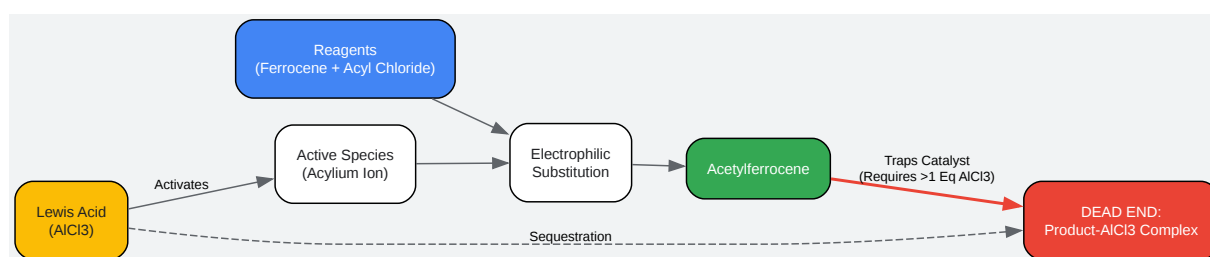 Reagents
(Ferrocene + Acyl Chloride)
Active Species
(Acylium Ion)
Electrophilic
Substitution
Acetylferrocene
Traps Catalyst
(Requires >1 Eq AlCl3)
Activates
Lewis Acid
(AlCl3)
Sequestration
DEAD END:
Product-AlCl3 Complex